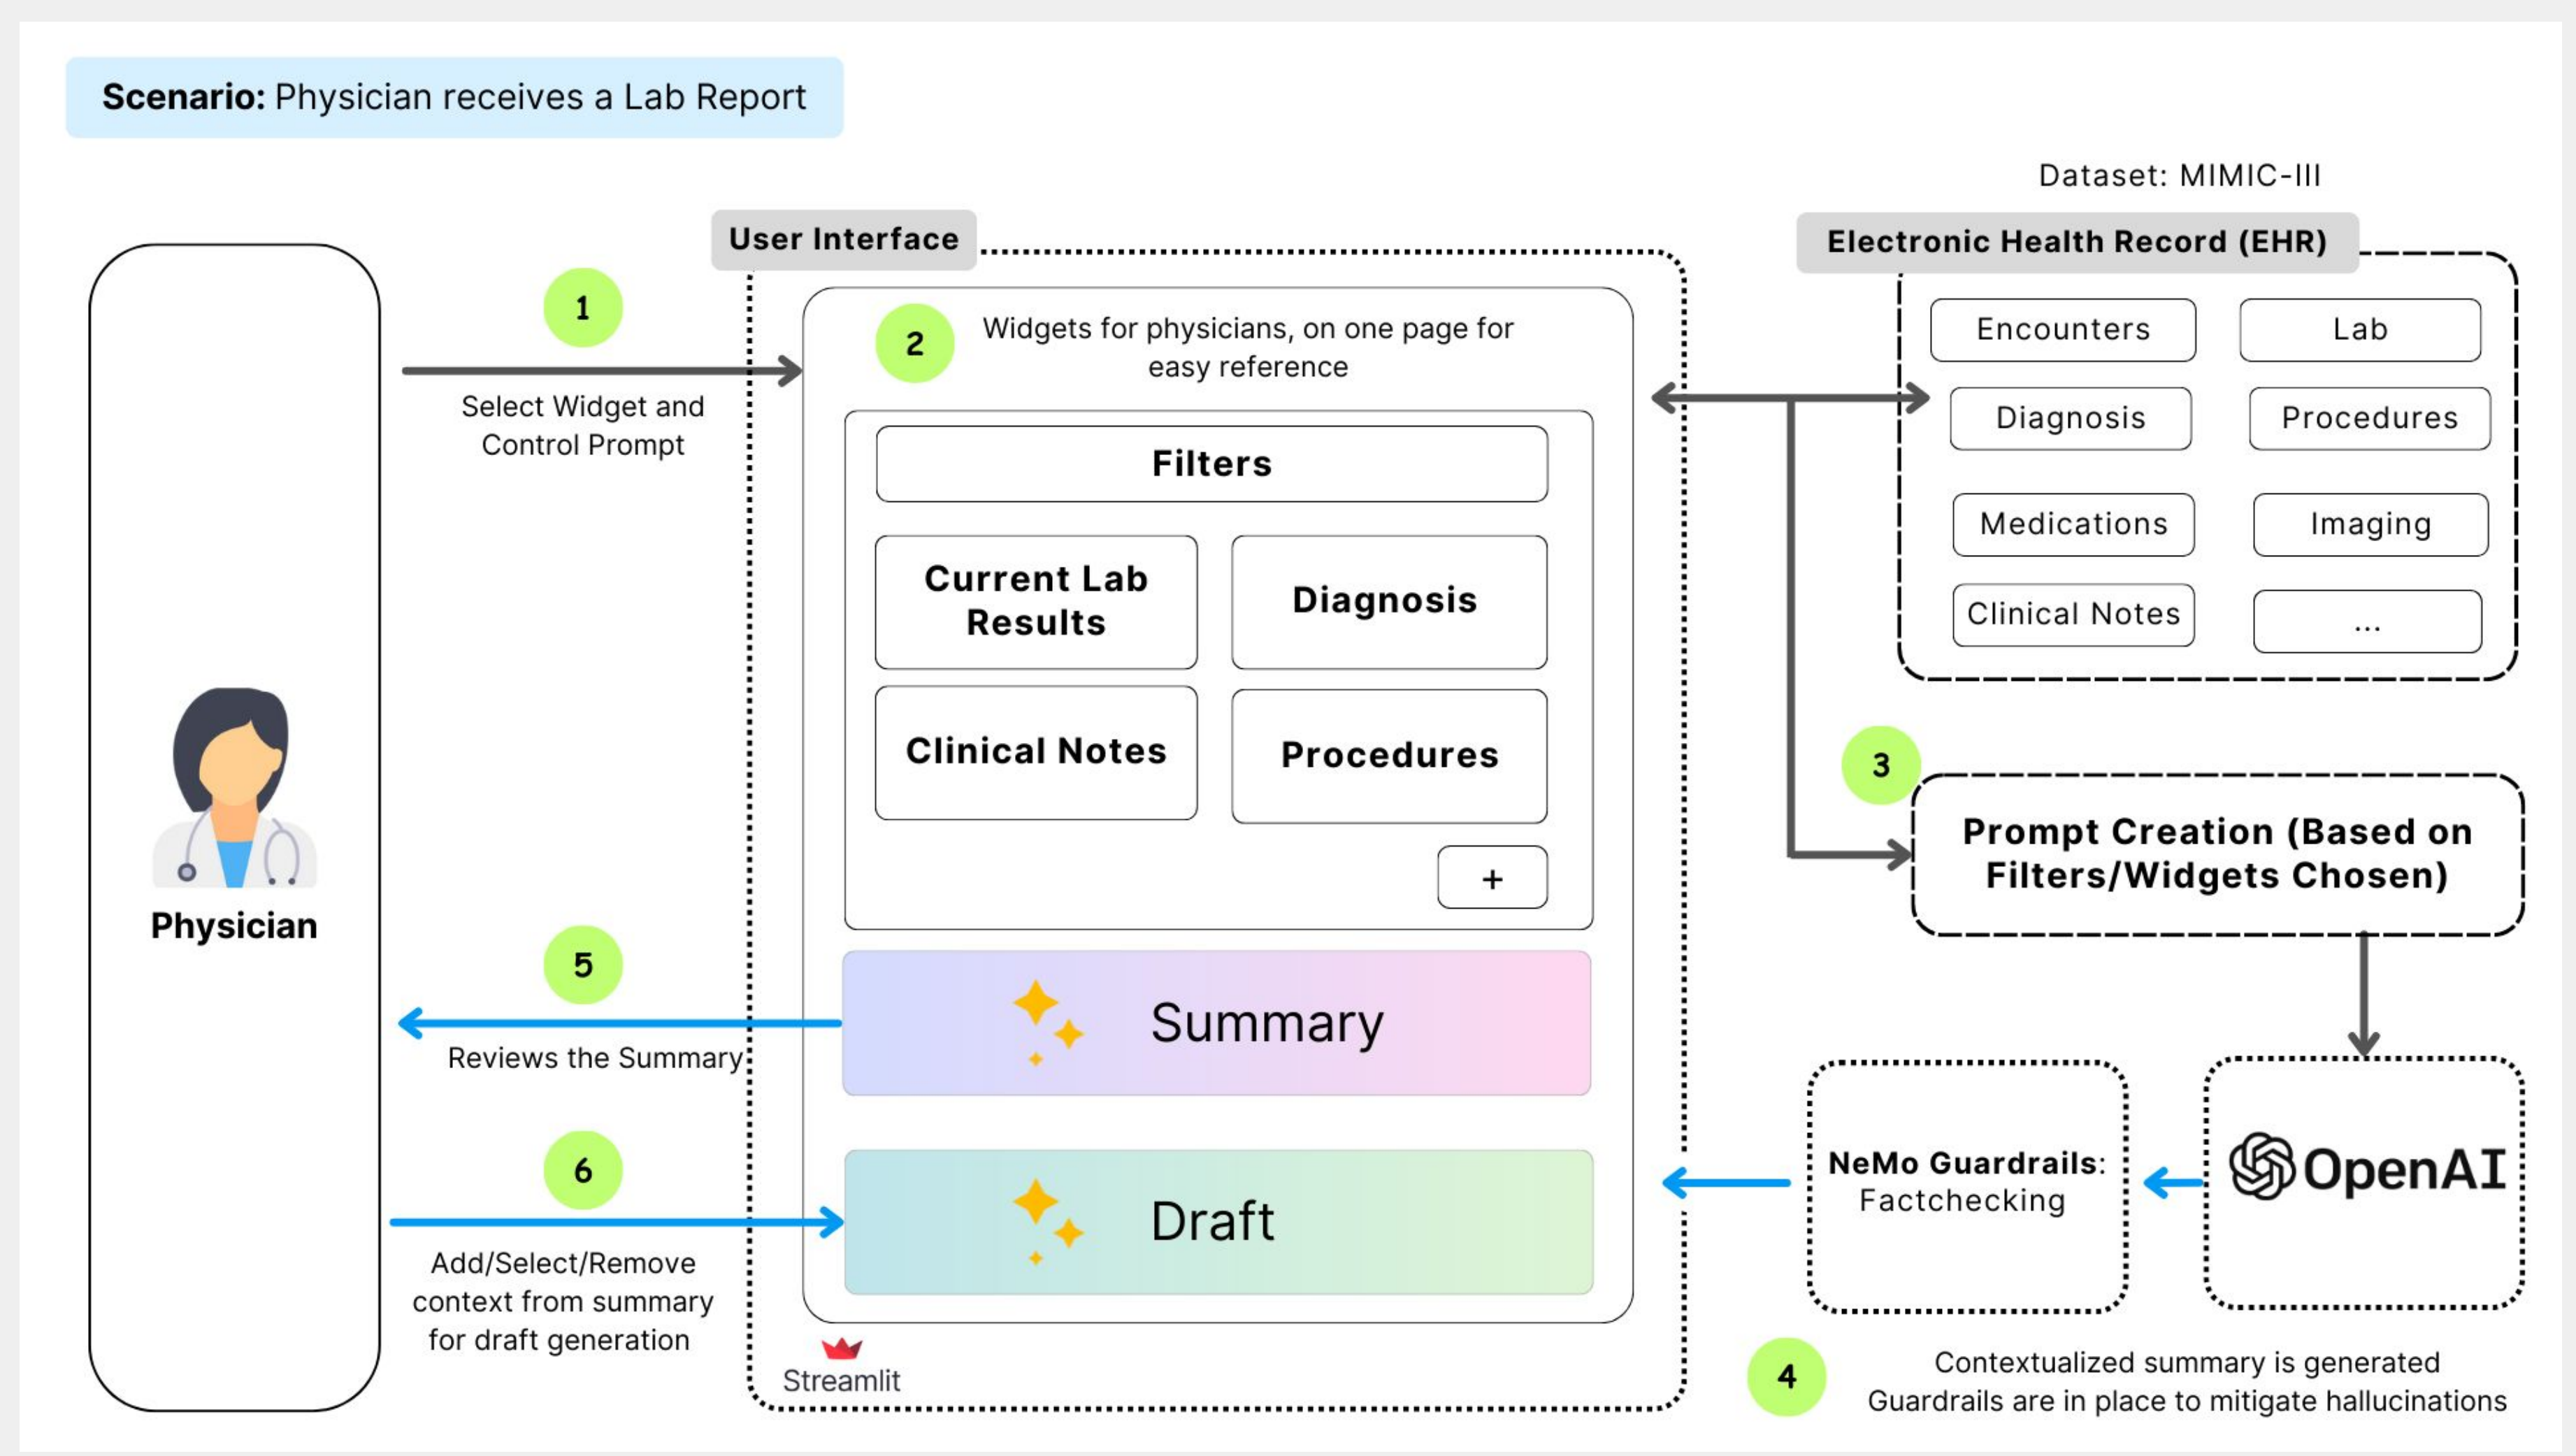 Scenario: Physician receives a Lab Report
Dataset: MIMIC-III
User Interface
Electronic Health Record (EHR)
1
Select Widget and
Control Prompt
2
Widgets for physicians, on one page for
easy reference
Filters
Current Lab
Results
Diagnosis
Clinical Notes
Procedures
+
Encounters
Lab
Diagnosis
Procedures
Medications
Imaging
Clinical Notes
...
3
Prompt Creation (Based on
Filters/Widgets Chosen)
Physician
5
Reviews the Summary
Summary
6
Add/Select/Remove
context from summary
for draft generation
Draft
NeMo Guardrails:
Factchecking
OpenAI
Streamlit
4
Contextualized summary is generated
Guardrails are in place to mitigate hallucinations